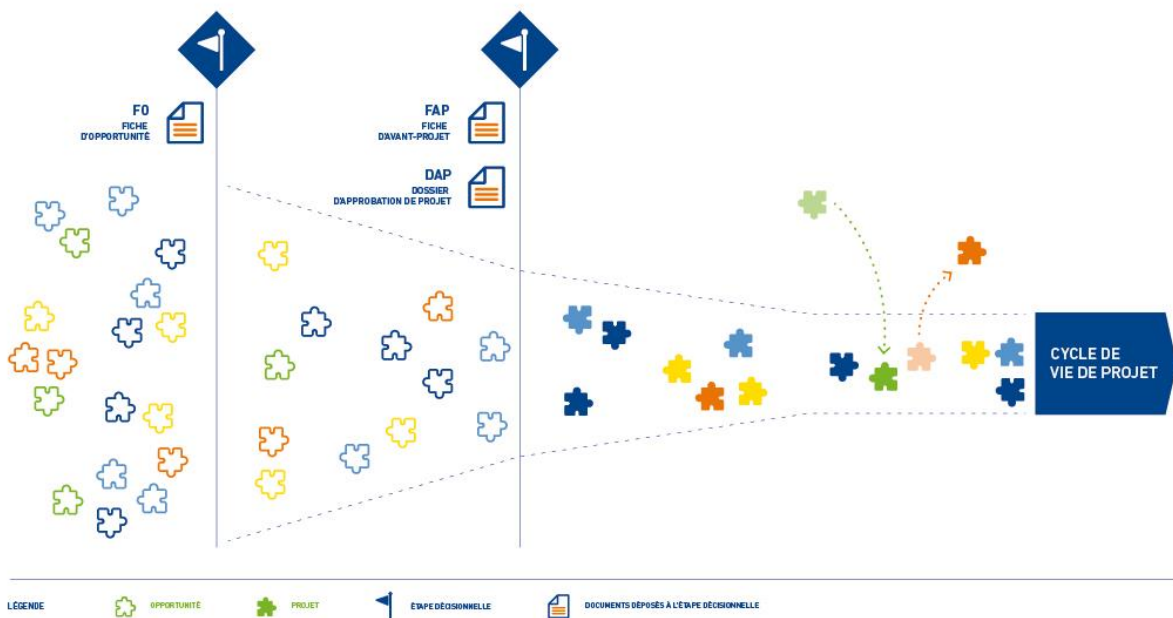 FO
FICHE
D'OPPORTUNITÉ
FAP
FICHE
D'AVANT-PROJET
DAP
DOSSIER
D'APPROBATION DE PROJET
CYCLE DE
VIE DE PROJET
LÉGENDE
OPPORTUNITÉ
PROJET
ÉTAPE DÉCISIONNELLE
DOCUMENTS DÉPOSÉS À L'ÉTAPE DÉCISIONNELLE